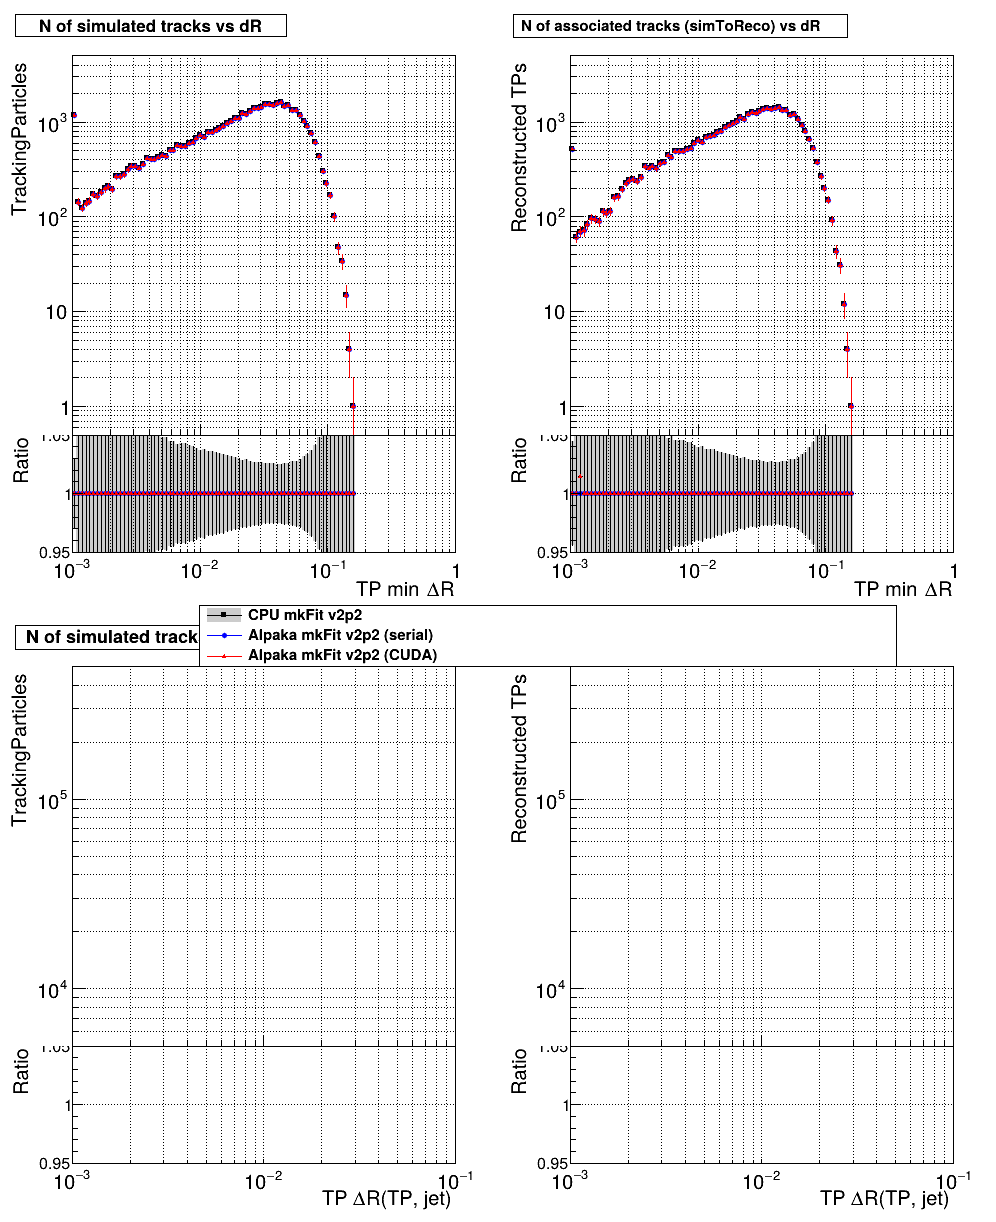 N of simulated tracks vs dR
N of associated tracks (simToReco) vs dR
TrackingParticles
10³
10²
10
1
Ratio
1
0.95
10⁻³
10⁻²
10⁻¹
1
TP min ΔR
Reconstructed TPs
10³
10²
10
1
Ratio
1
0.95
10⁻³
10⁻²
10⁻¹
1
TP min ΔR
CPU mkFit v2p2
Alpaka mkFit v2p2 (serial)
Alpaka mkFit v2p2 (CUDA)
N of simulated track
TrackingParticles
10⁵
10⁴
Ratio
1.05
1
0.95
10⁻³
10⁻²
10⁻¹
TP ΔR(TP, jet)
Reconstructed TPs
10⁵
10⁴
Ratio
1.05
1
0.95
10⁻³
10⁻²
10⁻¹
TP ΔR(TP, jet)